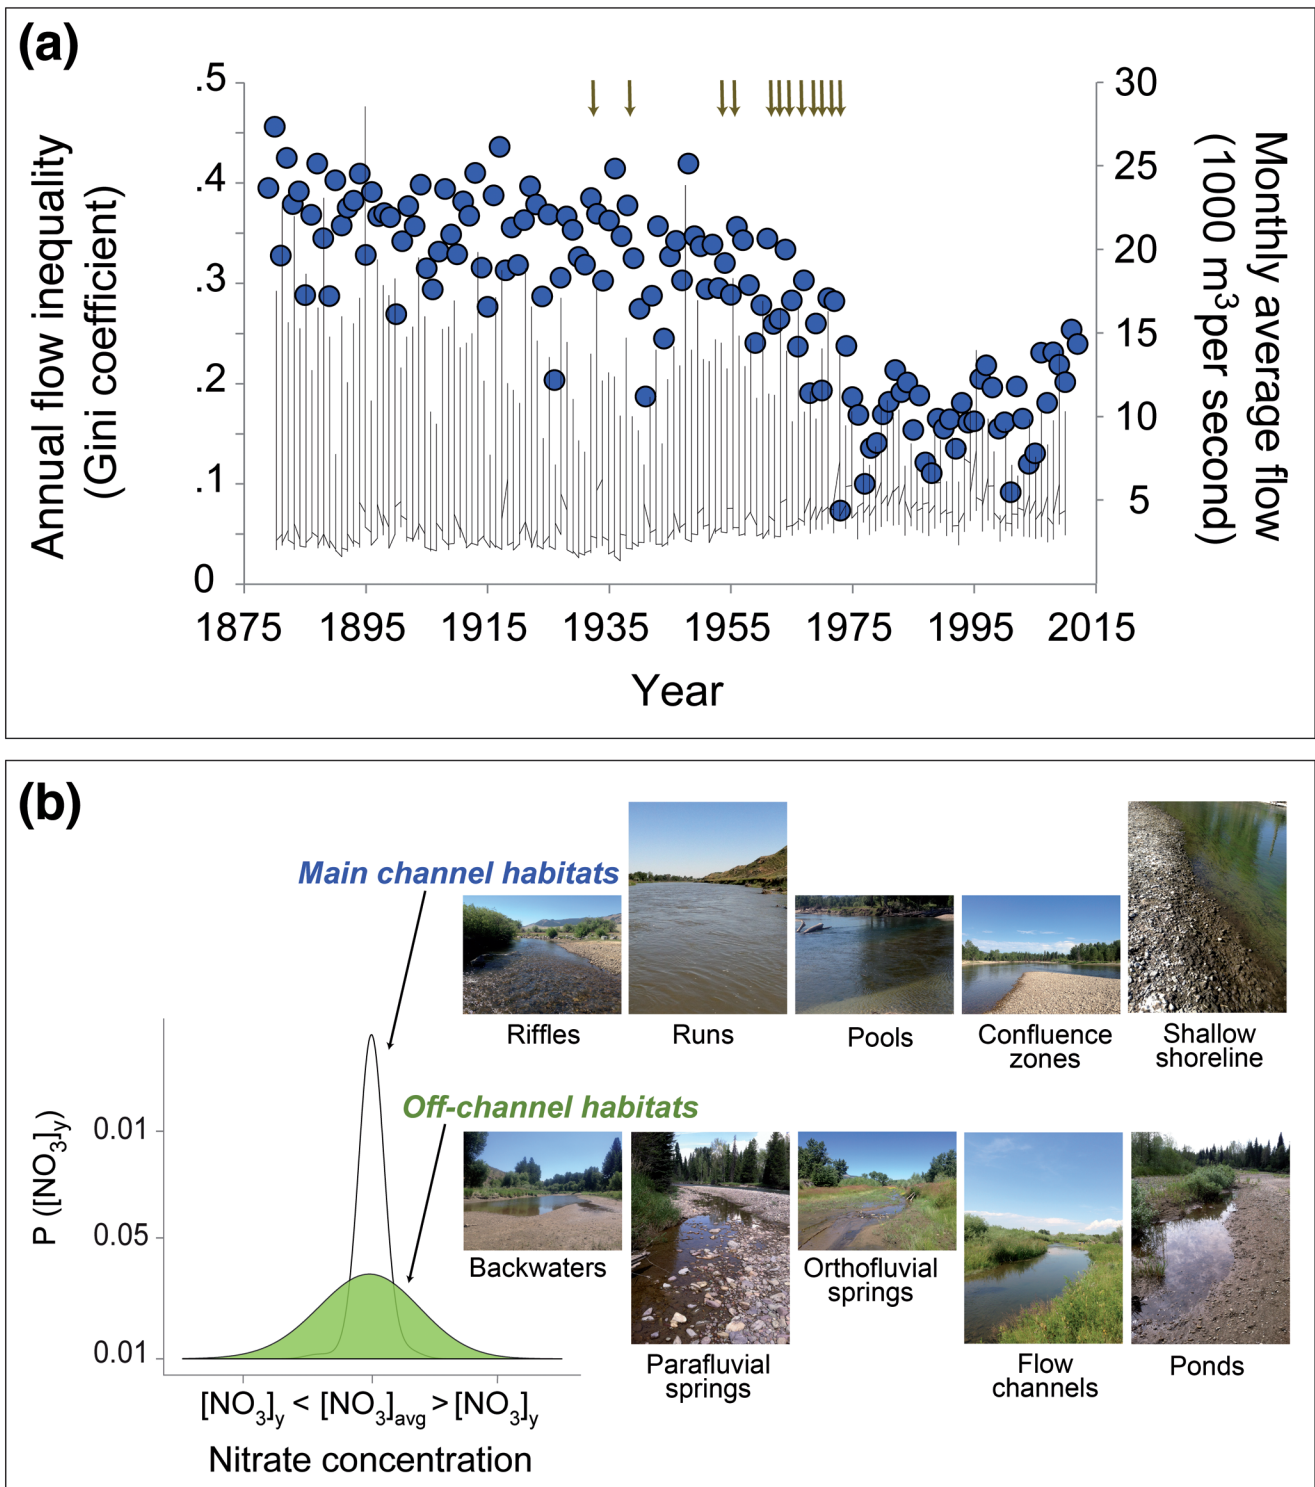 (a)
Annual flow inequality
(Gini coefficient)
.5
.4
.3
.2
.1
0
30
25
20
15
10
5
Monthly average flow
(1000 m3 per second)
1875 1895 1915 1935 1955 1975 1995 2015
Year
(b)
Main channel habitats
Riffles
Runs
Pools
Confluence
zones
Shallow
shoreline
Off-channel habitats
Backwaters
Parafluvial
springs
Orthofluvial
springs
Flow
channels
Ponds
P ([NO3]y)
0.01
0.05
0.01
[NO3]y < [NO3]avg > [NO3]y
Nitrate concentration